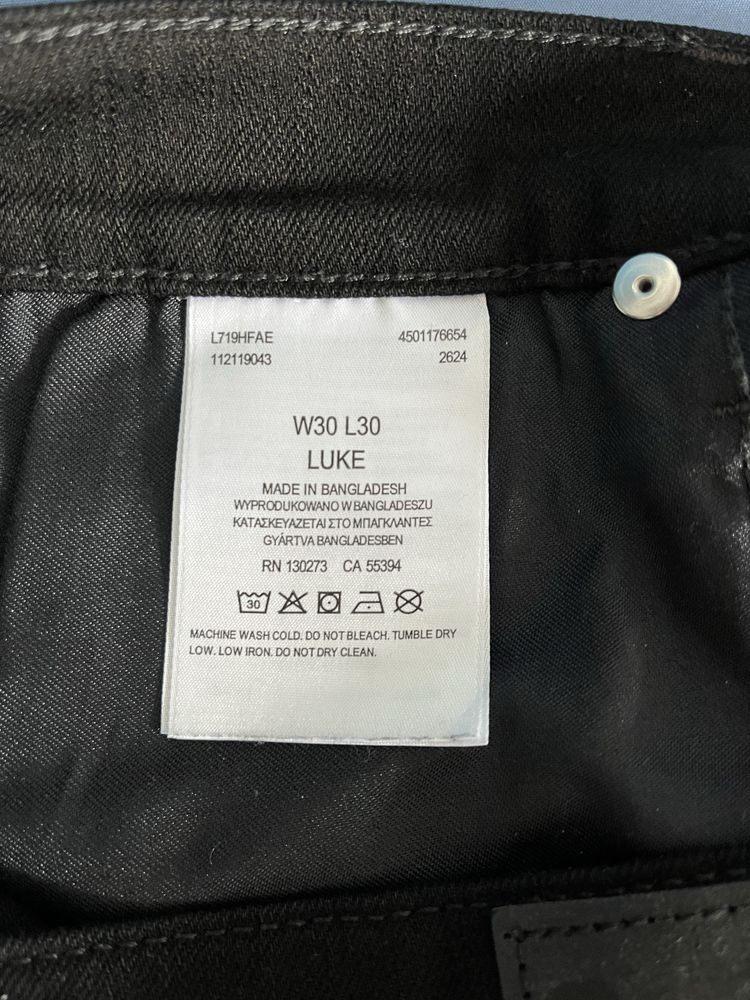 L719HFAE 4501176654
112119043 2624
W30 L30
LUKE
MADE IN BANGLADESH
WYPRODUKOWANO W BANGLADESZU
ΚΑΤΑΣΚΕΥΑΖΕΤΑΙ ΣΤΟ ΜΠΑΓΚΛΑΝΤΕΣ
GYÁRTVA BANGLADESBEN
RN 130273 CA 55394
30
MACHINE WASH COLD. DO NOT BLEACH. TUMBLE DRY
LOW. LOW IRON. DO NOT DRY CLEAN.